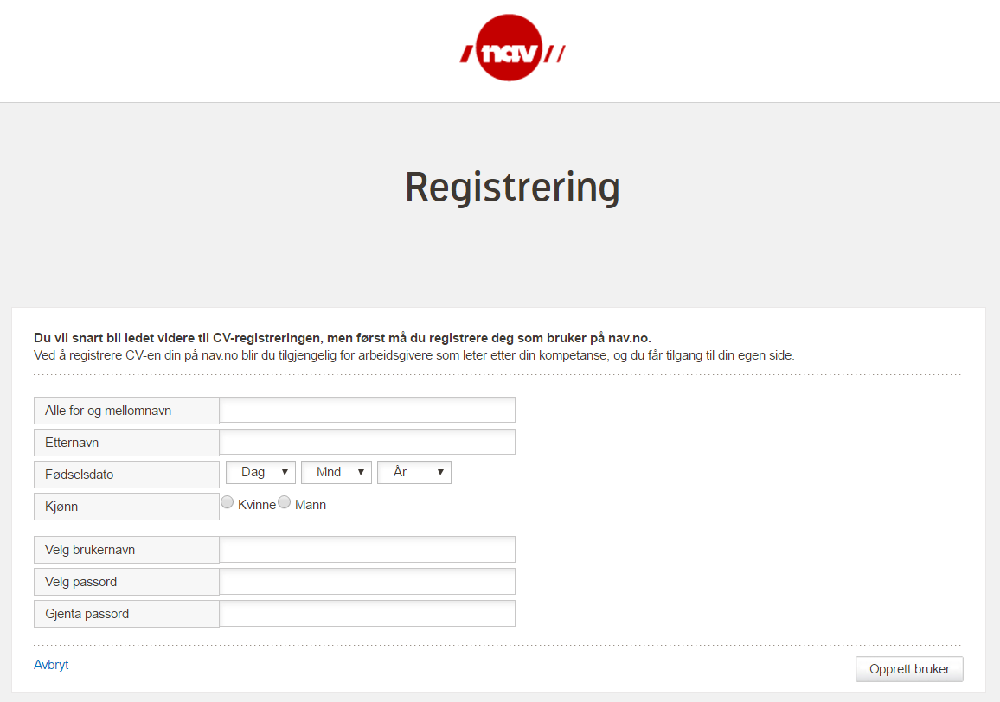 /nav//
Registrering
Du vil snart bli ledet videre til CV-registreringen, men først må du registrere deg som bruker på nav.no.
Ved å registrere CV-en din på nav.no blir du tilgjengelig for arbeidsgivere som leter etter din kompetanse, og du får tilgang til din egen side.
Alle for og mellomnavn
Etternavn
Fødselsdato Dag Mnd År
Kjønn Kvinne Mann
Velg brukernavn
Velg passord
Gjenta passord
Avbryt Opprett bruker